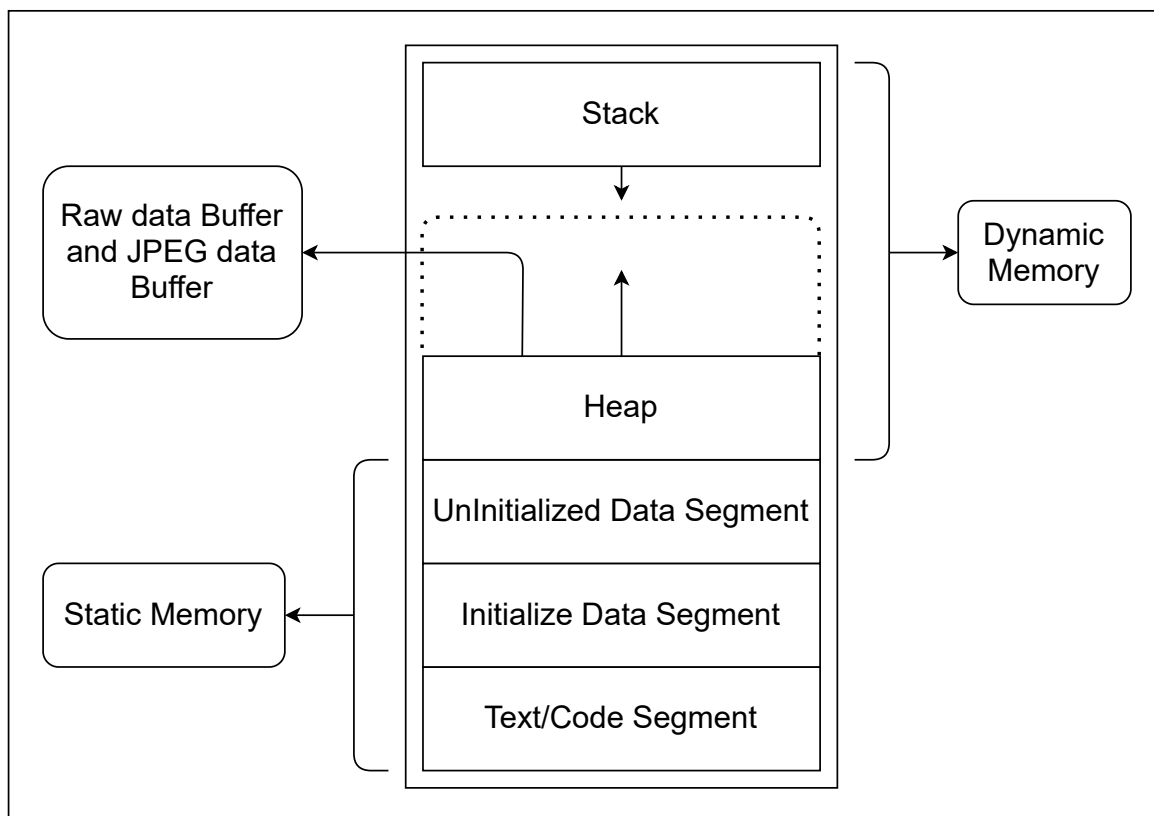 Stack
Raw data Buffer
and JPEG data
Buffer
Dynamic
Memory
Heap
UnInitialized Data Segment
Static Memory
Initialize Data Segment
Text/Code Segment